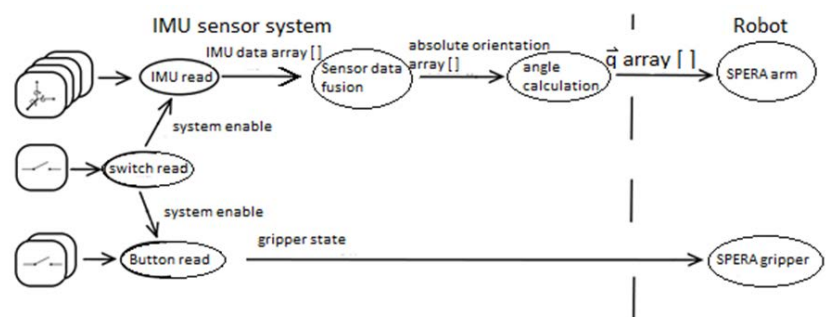 IMU sensor system
Robot
IMU data array []
absolute orientation
array []
q⃗ array []
IMU read
Sensor data
fusion
angle
calculation
SPERA arm
system enable
switch read
system enable
gripper state
Button read
SPERA gripper